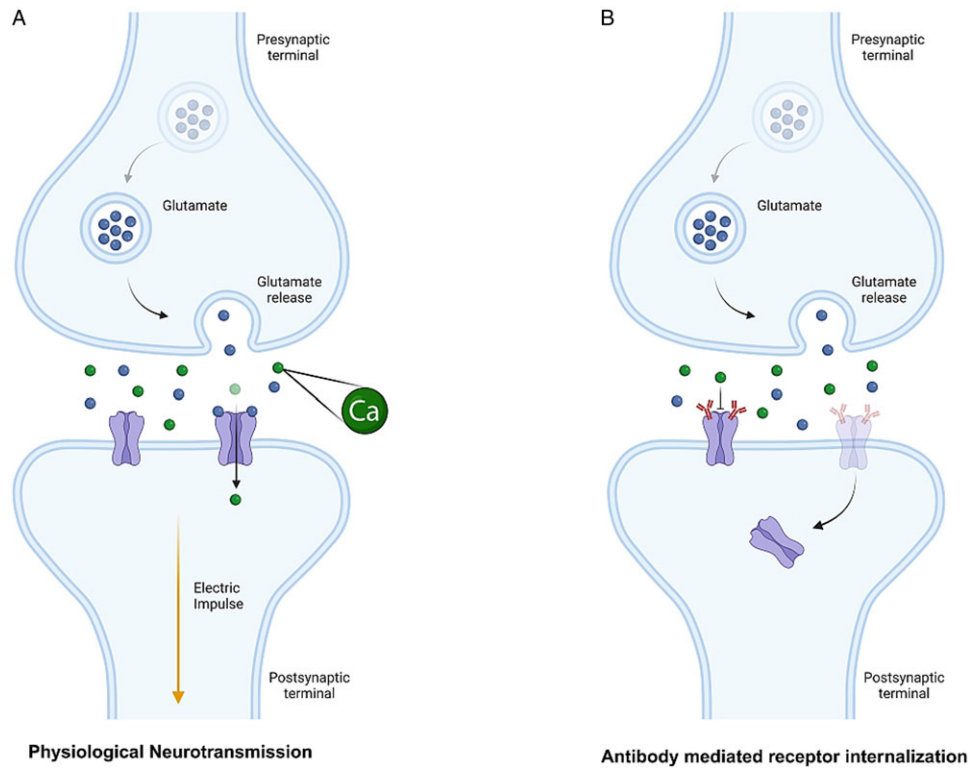 A
Presynaptic
terminal
Glutamate
Glutamate
release
Ca
Electric
Impulse
Postsynaptic
terminal
Physiological Neurotransmission
B
Presynaptic
terminal
Glutamate
Glutamate
release
Postsynaptic
terminal
Antibody mediated receptor internalization